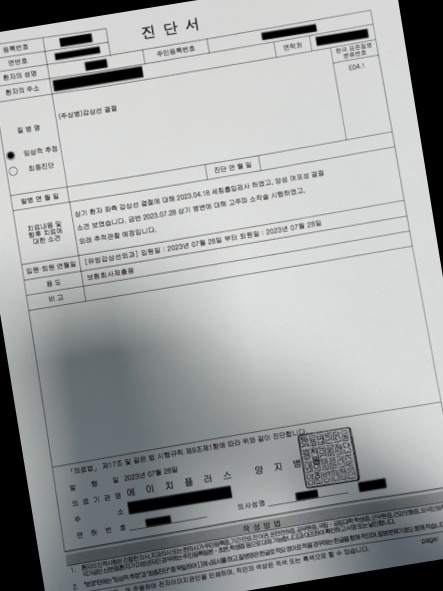 진 단 서
등록번호
연번호
주민등록번호
환자의 성명
연락처
환자의 주소
한국 표준질병
분류번호
(주상병)갑상선 결절
E04.1
질 병 명
임상적 추정
최종진단
발병 연 월 일
진단 연 월 일
상기 환자 좌측 갑상선 결절에 대해 2023.04.18 세침흡입검사 하였고, 양성 여포성 결절
치료내용 및
향후 치료에
대한 소견
소견 보였습니다. 금번 2023.07.28 상기 병변에 대해 고주파 소작술 시행하였고,
외래 추적관찰 예정입니다.
입원·퇴원 연월일
[유방갑상선외과] 입원일 : 2023년 07월 28일 부터 퇴원일 : 2023년 07월 28일
용 도
보험회사제출용
비 고
「의료법」 제17조 및 같은 법 시행규칙 제9조제1항에 따라 위와 같이 진단합니다
발 행 일 2023년 07월 28일
의 료 기 관 명 에 이 치 플 러 스 양 지 병
주 소
면 허 번 호
의사성명
작 성 방 법
page: